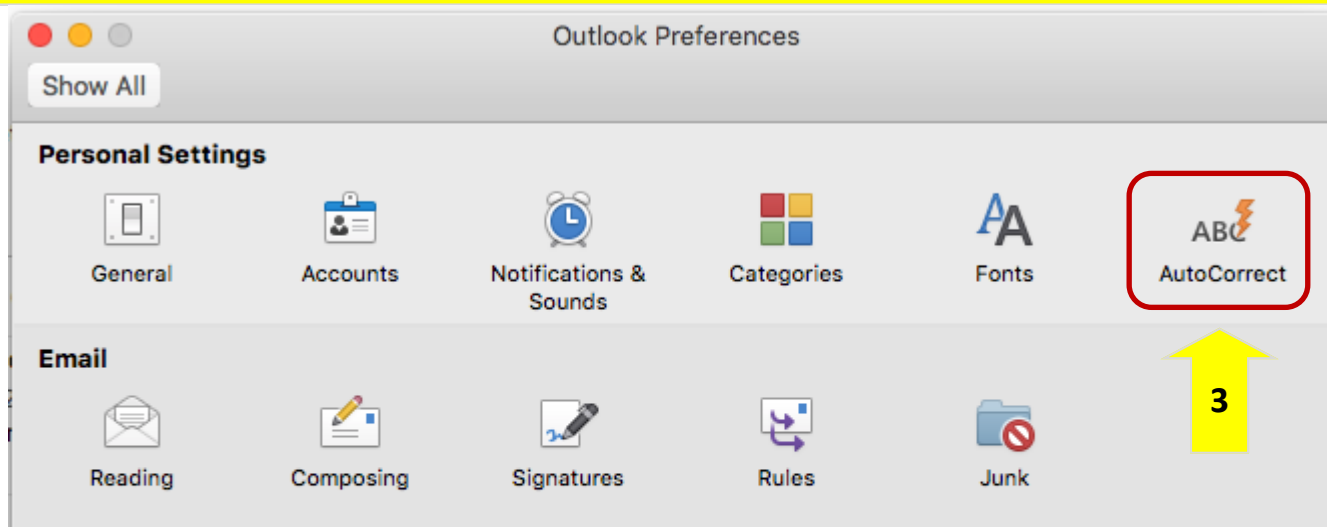 Outlook Preferences
Show All
Personal Settings
ABC
General
Accounts
Notifications &
Sounds
Categories
Fonts
AutoCorrect
Email
3
Reading
Composing
Signatures
Rules
Junk